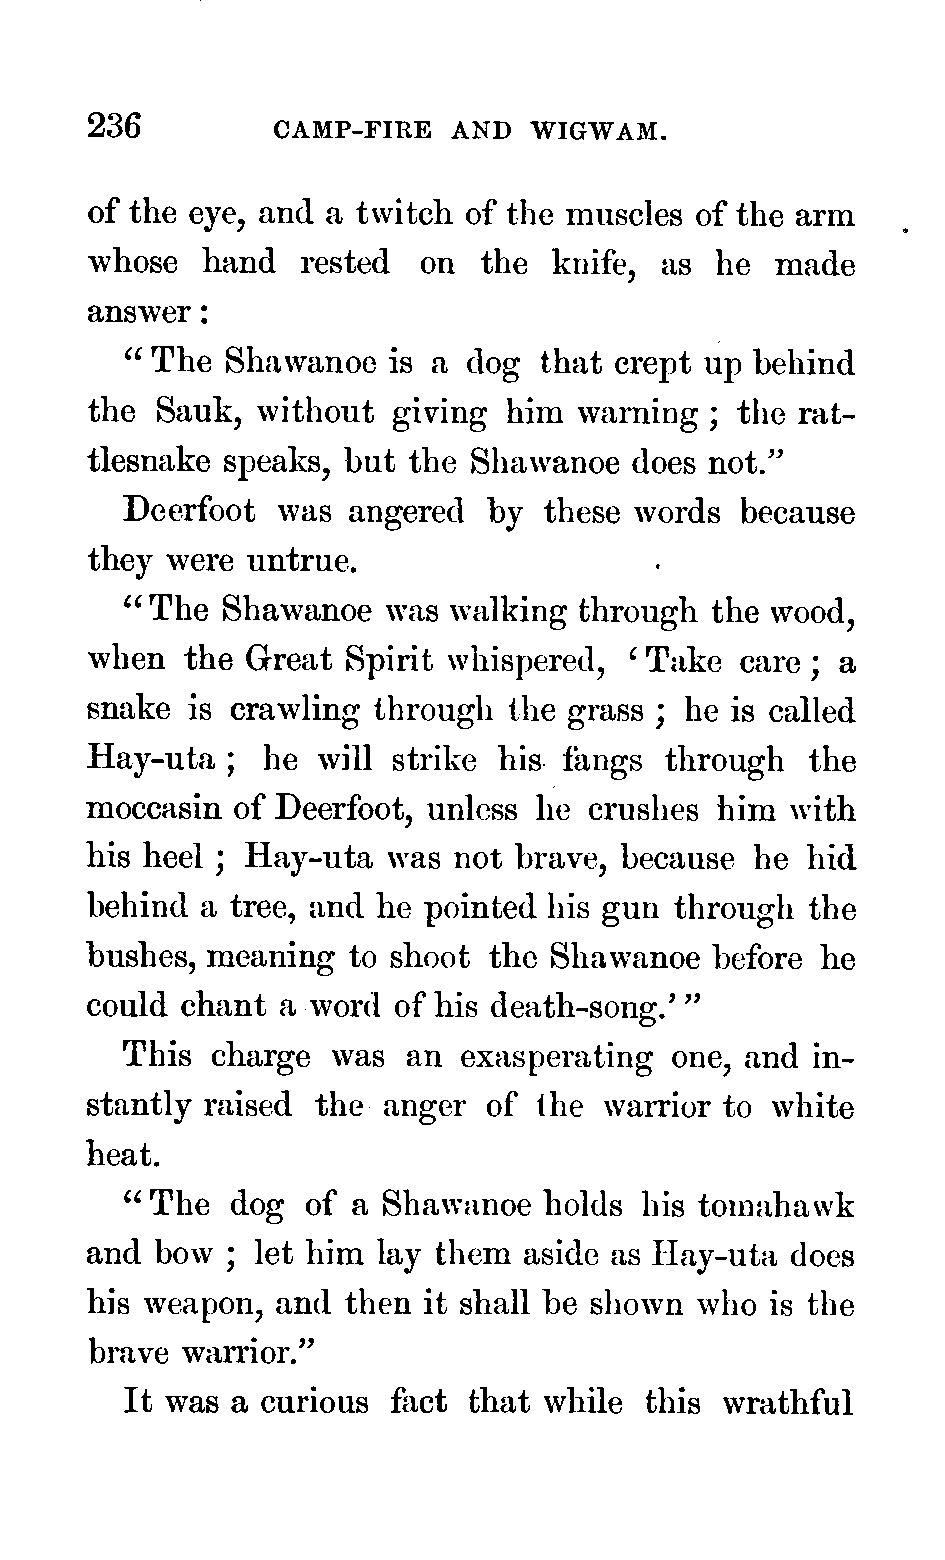 236 CAMP-FIRE AND WIGWAM.
of the eye, and a twitch of the muscles of the arm
whose hand rested on the knife, as he made
answer :
“ The Shawanoe is a dog that crept up behind
the Sauk, without giving him warning ; the rat-
tlesnake speaks, but the Shawanoe does not.”
Deerfoot was angered by these words because
they were untrue.
“ The Shawanoe was walking through the wood,
when the Great Spirit whispered, ‘ Take care ; a
snake is crawling through the grass ; he is called
Hay-uta ; he will strike his fangs through the
moccasin of Deerfoot, unless he crushes him with
his heel ; Hay-uta was not brave, because he hid
behind a tree, and he pointed his gun through the
bushes, meaning to shoot the Shawanoe before he
could chant a word of his death-song.’ ”
This charge was an exasperating one, and in-
stantly raised the anger of the warrior to white
heat.
“ The dog of a Shawanoe holds his tomahawk
and bow ; let him lay them aside as Hay-uta does
his weapon, and then it shall be shown who is the
brave warrior.”
It was a curious fact that while this wrathful